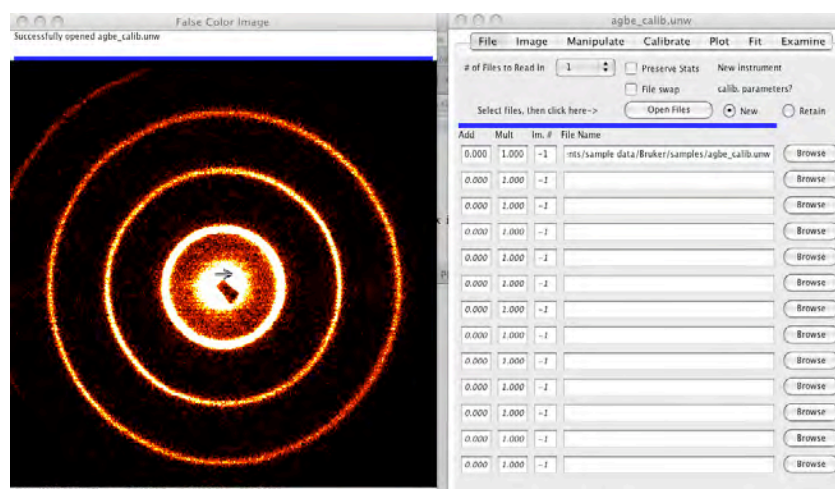 False Color Image
Successfully opened agbe_calib.unw
agbe_calib.unw
File Image Manipulate Calibrate Plot Fit Examine
# of Files to Read in 1 Preserve Stats New instrument
File swap calib. parameters?
Select files, then click here-> Open Files New Retain
Add Mult Im. # File Name
0.000 1.000 -1 nts/sample data/Bruker/samples/agbe_calib.unw Browse
0.000 1.000 -1 Browse
0.000 1.000 -1 Browse
0.000 1.000 -1 Browse
0.000 1.000 -1 Browse
0.000 1.000 -1 Browse
0.000 1.000 -1 Browse
0.000 1.000 -1 Browse
0.000 1.000 -1 Browse
0.000 1.000 -1 Browse
0.000 1.000 -1 Browse
0.000 1.000 -1 Browse
0.000 1.000 -1 Browse